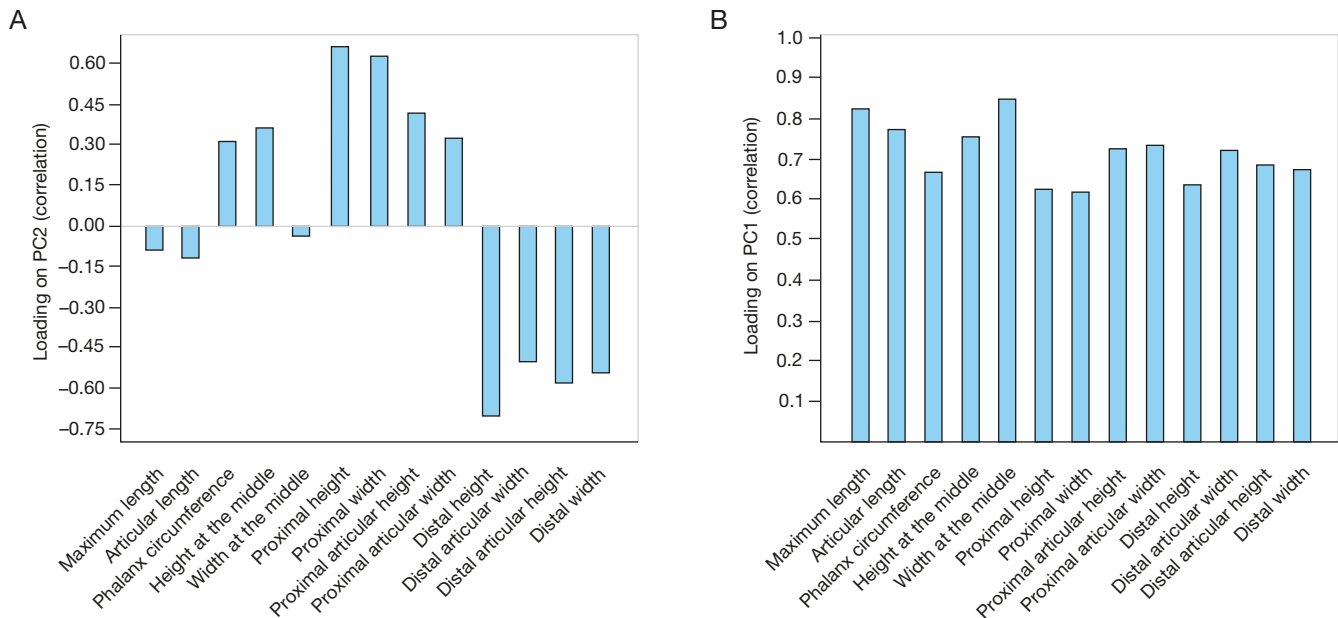 A
Loading on PC2 (correlation)
0.60
0.45
0.30
0.15
0.00
−0.15
−0.30
−0.45
−0.60
−0.75
Maximum length
Articular length
Phalanx circumference
Height at the middle
Width at the middle
Proximal height
Proximal width
Proximal articular height
Proximal articular width
Distal height
Distal articular width
Distal articular height
Distal width
B
Loading on PC1 (correlation)
1.0
0.9
0.8
0.7
0.6
0.5
0.4
0.3
0.2
0.1
Maximum length
Articular length
Phalanx circumference
Height at the middle
Width at the middle
Proximal height
Proximal width
Proximal articular height
Proximal articular width
Distal height
Distal articular width
Distal articular height
Distal width